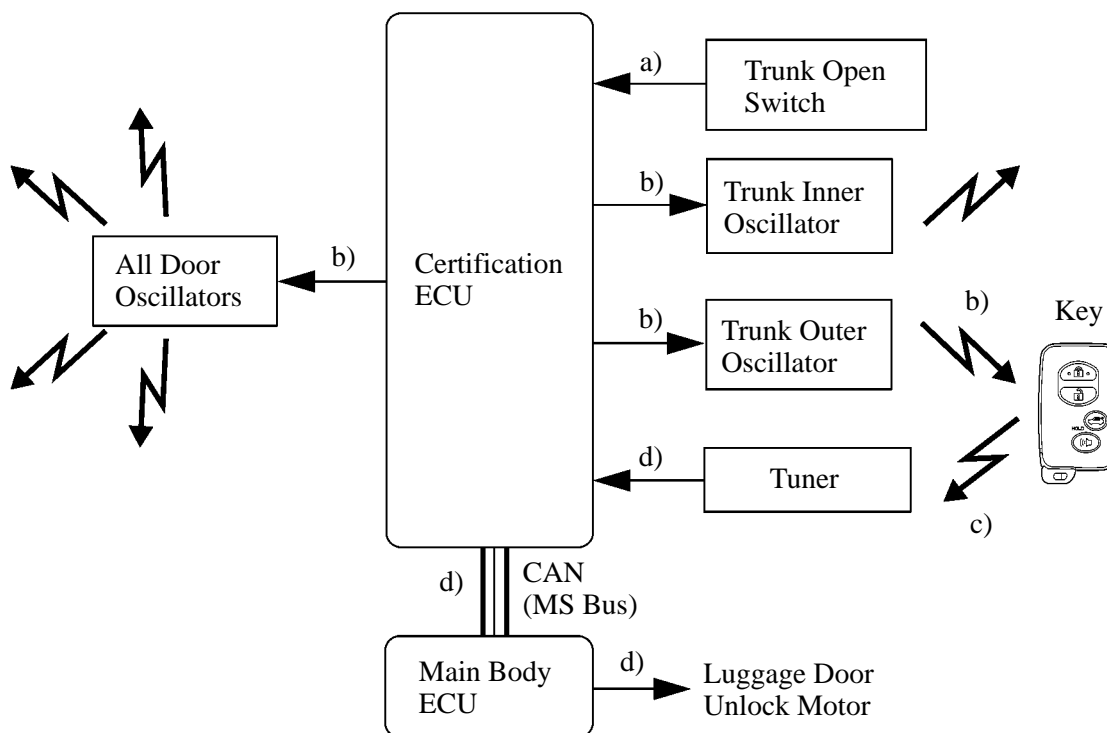 a)
Trunk Open
Switch
b)
Trunk Inner
Oscillator
b)
All Door
Oscillators
Certification
ECU
b)
Trunk Outer
Oscillator
b)
Key
HOLD
d)
Tuner
c)
d)
CAN
(MS Bus)
Main Body
ECU
d)
Luggage Door
Unlock Motor